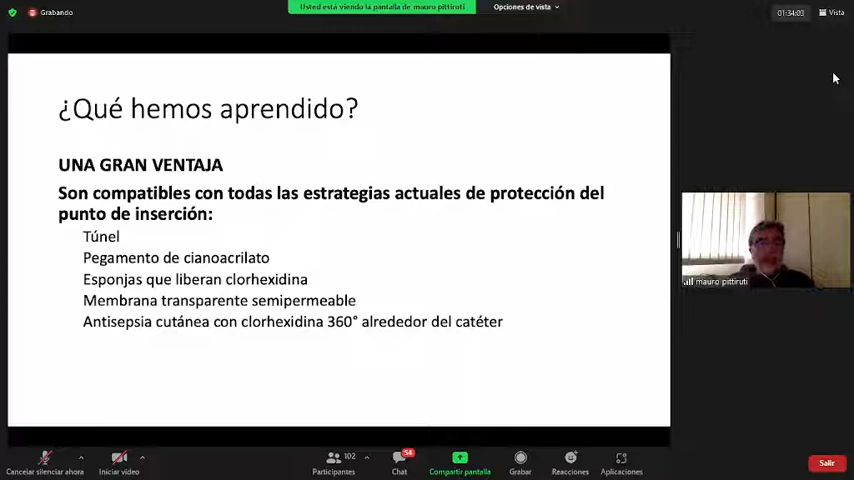 Grabando
Usted está viendo la pantalla de mauro pittiruti
Opciones de vista
01:34:03
Vista
¿Qué hemos aprendido?
UNA GRAN VENTAJA
Son compatibles con todas las estrategias actuales de protección del
punto de inserción:
Túnel
Pegamento de cianoacrilato
Esponjas que liberan clorhexidina
Membrana transparente semipermeable
Antisepsia cutánea con clorhexidina 360° alrededor del catéter
mauro pittiruti
Cancelar silenciar ahora
Iniciar video
102
Participantes
54
Chat
Compartir pantalla
Grabar
Reacciones
Aplicaciones
Salir